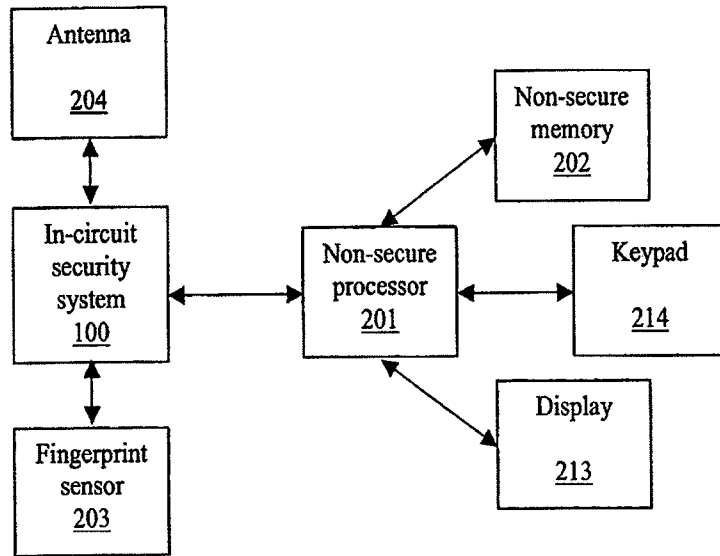 Antenna
204
Non-secure
memory
202
In-circuit
security
system
100
Non-secure
processor
201
Keypad
214
Fingerprint
sensor
203
Display
213